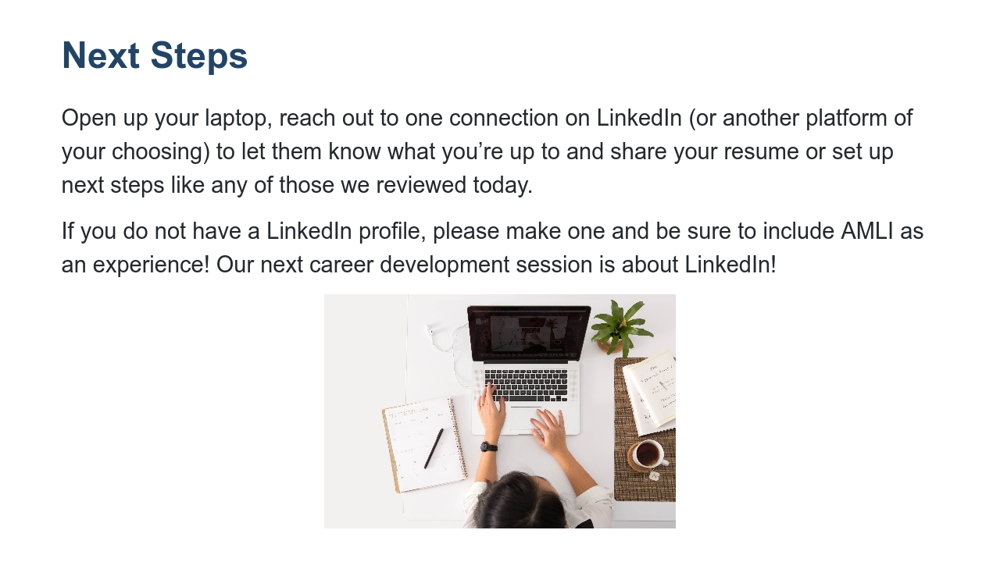 Next Steps
Open up your laptop, reach out to one connection on LinkedIn (or another platform of
your choosing) to let them know what you’re up to and share your resume or set up
next steps like any of those we reviewed today.
If you do not have a LinkedIn profile, please make one and be sure to include AMLI as
an experience! Our next career development session is about LinkedIn!